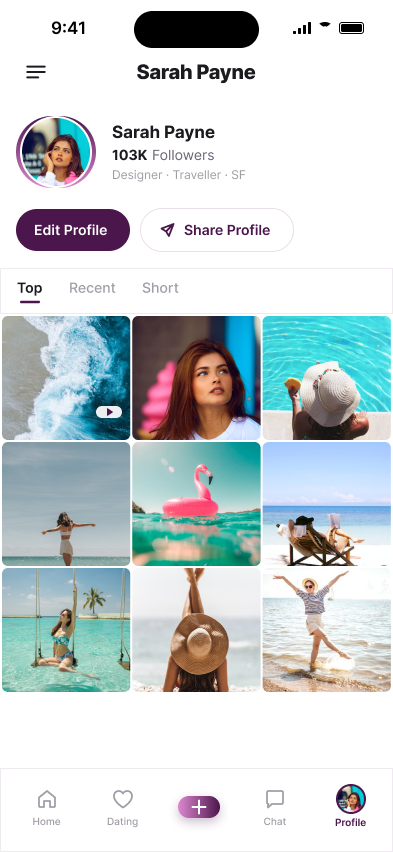 9:41
Sarah Payne
Sarah Payne
103K Followers
Designer · Traveller · SF
Edit Profile
Share Profile
Top Recent Short
Home Dating Chat Profile